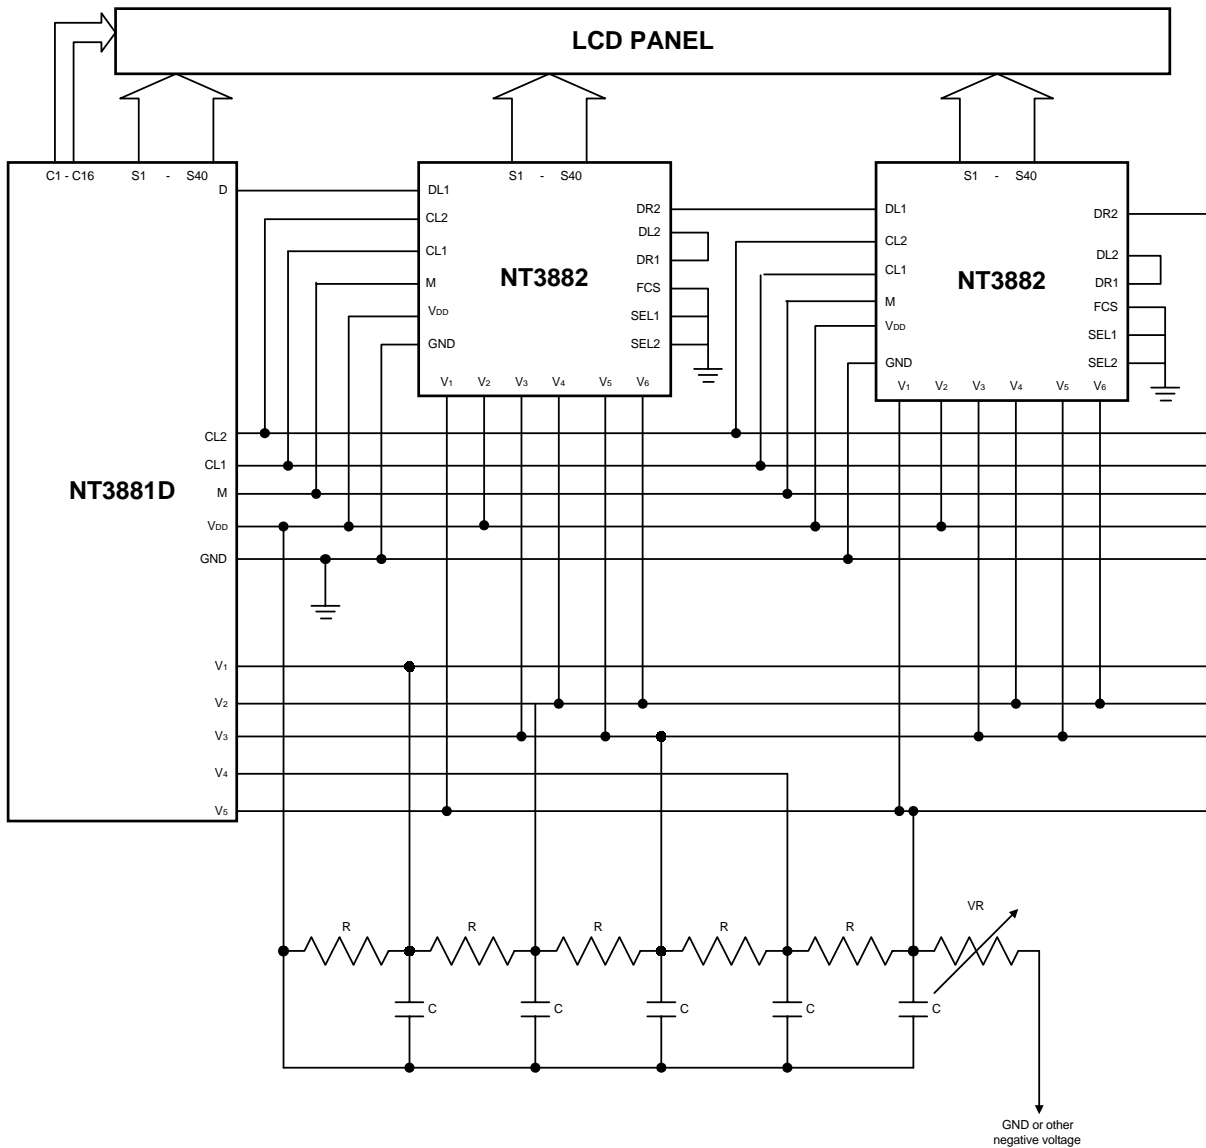 LCD PANEL
C1 - C16 S1 - S40
S1 - S40
S1 - S40
D
DL1
CL2
CL1
M
VDD
GND
DR2
DL2
DR1
FCS
SEL1
SEL2
NT3882
V1 V2 V3 V4 V5 V6
DL1
CL2
CL1
M
VDD
GND
DR2
DL2
DR1
FCS
SEL1
SEL2
NT3882
V1 V2 V3 V4 V5 V6
NT3881D
CL2
CL1
M
VDD
GND
V1
V2
V3
V4
V5
R R R R R VR
C C C C C
GND or other
negative voltage